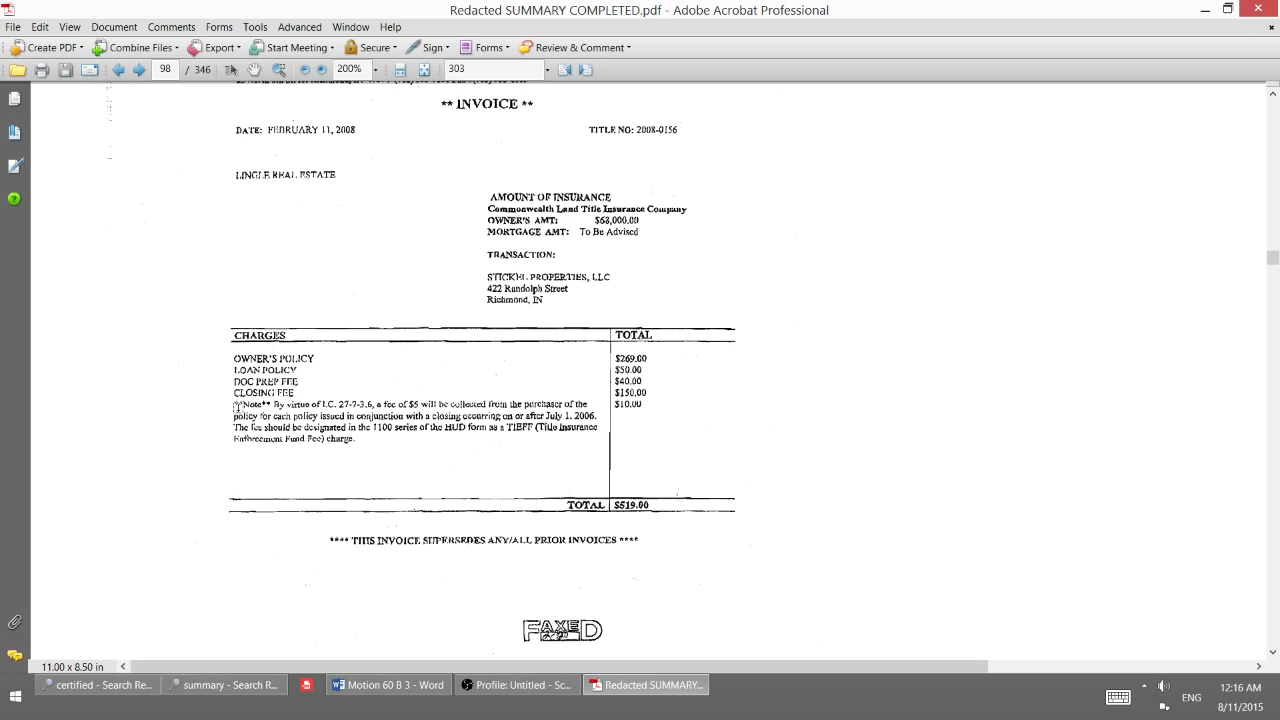 Redacted SUMMARY COMPLETED.pdf - Adobe Acrobat Professional
File Edit View Document Comments Forms Tools Advanced Window Help
Create PDF Combine Files Export Start Meeting Secure Sign Forms Review & Comment
98 / 346 200% 303
** INVOICE **
DATE: FEBRUARY 11, 2008 TITLE NO: 2008-0156
LINGLE REAL ESTATE
AMOUNT OF INSURANCE
Commonwealth Land Title Insurance Company
OWNER'S AMT: $68,000.00
MORTGAGE AMT: To Be Advised
TRANSACTION:
STICKEL PROPERTIES, LLC
422 Randolph Street
Richmond, IN
CHARGES TOTAL
OWNER'S POLICY $269.00
LOAN POLICY $50.00
DOC PREP FEE $40.00
CLOSING FEE $150.00
Note** By virtue of I.C. 27-7-3.6, a fee of $5 will be collected from the purchaser of the $10.00
policy for each policy issued in conjunction with a closing occurring on or after July 1, 2006.
The fee should be designated in the 1100 series of the HUD form as a TIEFF (Title Insurance
Enforcement Fund Fee) charge.
TOTAL $519.00
**** THIS INVOICE SUPERSEDES ANY/ALL PRIOR INVOICES ****
FAXED
11.00 x 8.50 in
certified - Search Re... summary - Search R... Motion 60 B 3 - Word Profile: Untitled - Sc... Redacted SUMMARY...
ENG
12:16 AM
8/11/2015